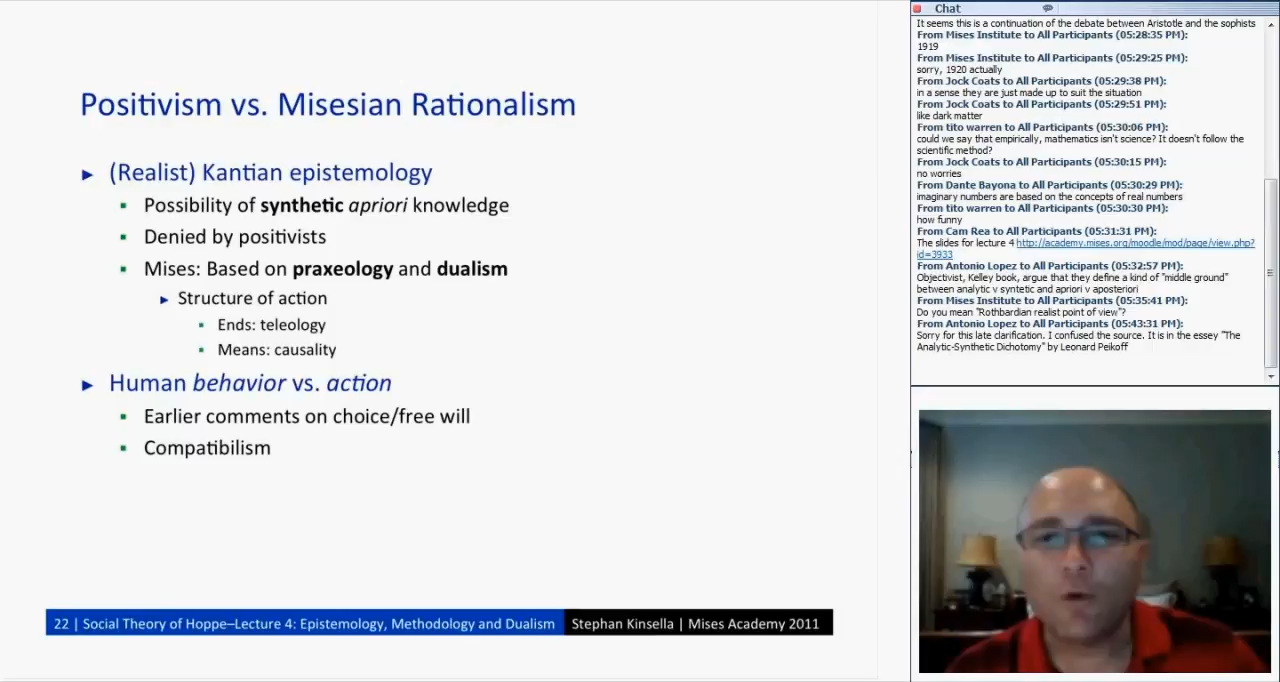 Positivism vs. Misesian Rationalism
► (Realist) Kantian epistemology
▪ Possibility of synthetic apriori knowledge
▪ Denied by positivists
▪ Mises: Based on praxeology and dualism
► Structure of action
▪ Ends: teleology
▪ Means: causality
► Human behavior vs. action
▪ Earlier comments on choice/free will
▪ Compatibilism
22 | Social Theory of Hoppe–Lecture 4: Epistemology, Methodology and Dualism Stephan Kinsella | Mises Academy 2011
Chat
It seems this is a continuation of the debate between Aristotle and the sophists
From Mises Institute to All Participants (05:28:35 PM):
1919
From Mises Institute to All Participants (05:29:25 PM):
sorry, 1920 actually
From Jock Coats to All Participants (05:29:38 PM):
in a sense they are just made up to suit the situation
From Jock Coats to All Participants (05:29:51 PM):
like dark matter
From tito warren to All Participants (05:30:06 PM):
could we say that empirically, mathematics isn't science? It doesn't follow the
scientific method?
From Jock Coats to All Participants (05:30:15 PM):
no worries
From Dante Bayona to All Participants (05:30:29 PM):
imaginary numbers are based on the concepts of real numbers
From tito warren to All Participants (05:30:30 PM):
how funny
From Cam Rea to All Participants (05:31:31 PM):
The slides for lecture 4 http://academy.mises.org/moodle/mod/page/view.php?
id=3933
From Antonio Lopez to All Participants (05:32:57 PM):
Objectivist, Kelley book, argue that they define a kind of "middle ground"
between analytic v syntetic and apriori v aposteriori
From Mises Institute to All Participants (05:35:41 PM):
Do you mean "Rothbardian realist point of view"?
From Antonio Lopez to All Participants (05:43:31 PM):
Sorry for this late clarification. I confused the source. It is in the essey "The
Analytic-Synthetic Dichotomy" by Leonard Peikoff